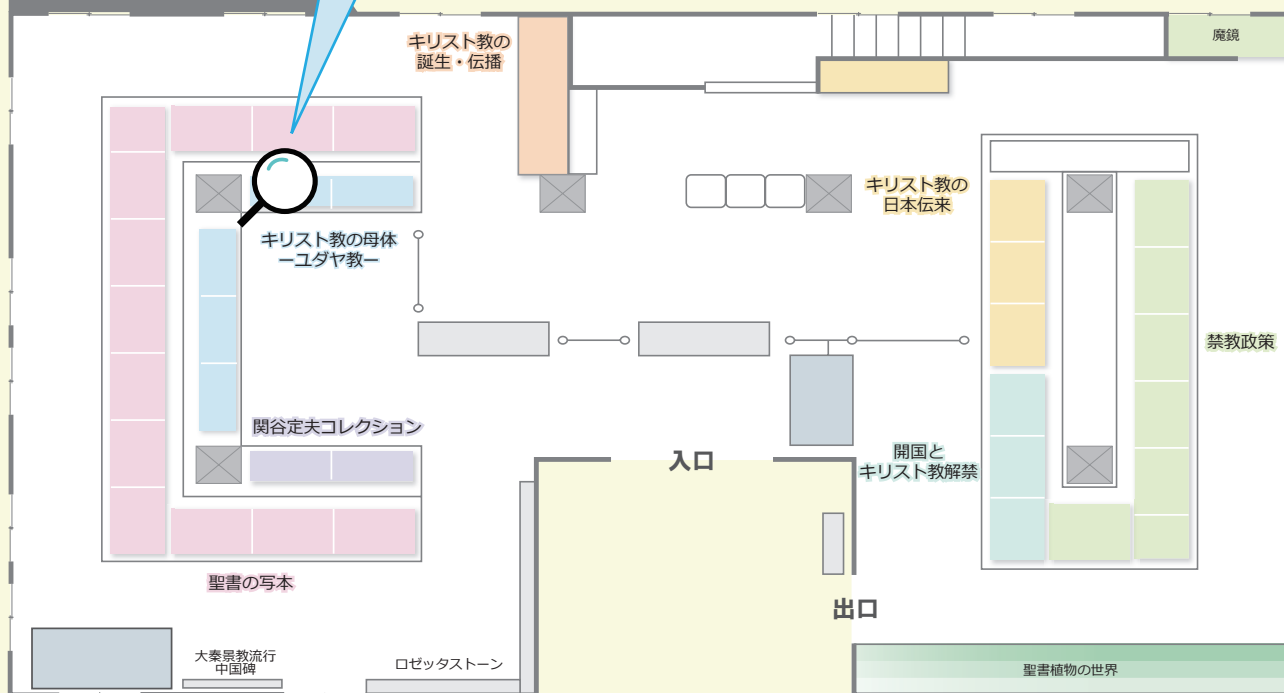 キリスト教の
誕生・伝播
魔鏡
キリスト教の
日本伝来
キリスト教の母体
ーユダヤ教ー
禁教政策
関谷定夫コレクション
入口
開国と
キリスト教解禁
聖書の写本
出口
大秦景教流行
中国碑
ロゼッタストーン
聖書植物の世界